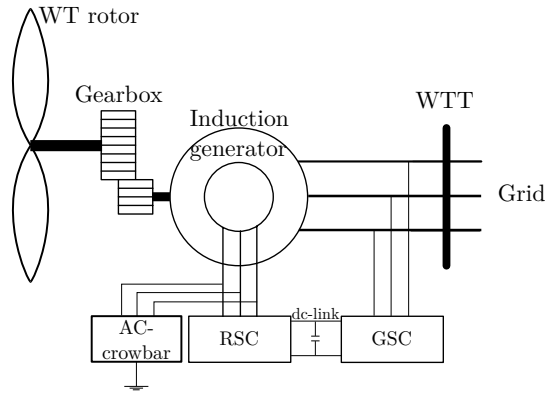 WT rotor
Gearbox
Induction
generator
WTT
Grid
dc-link
AC-
crowbar
RSC
GSC